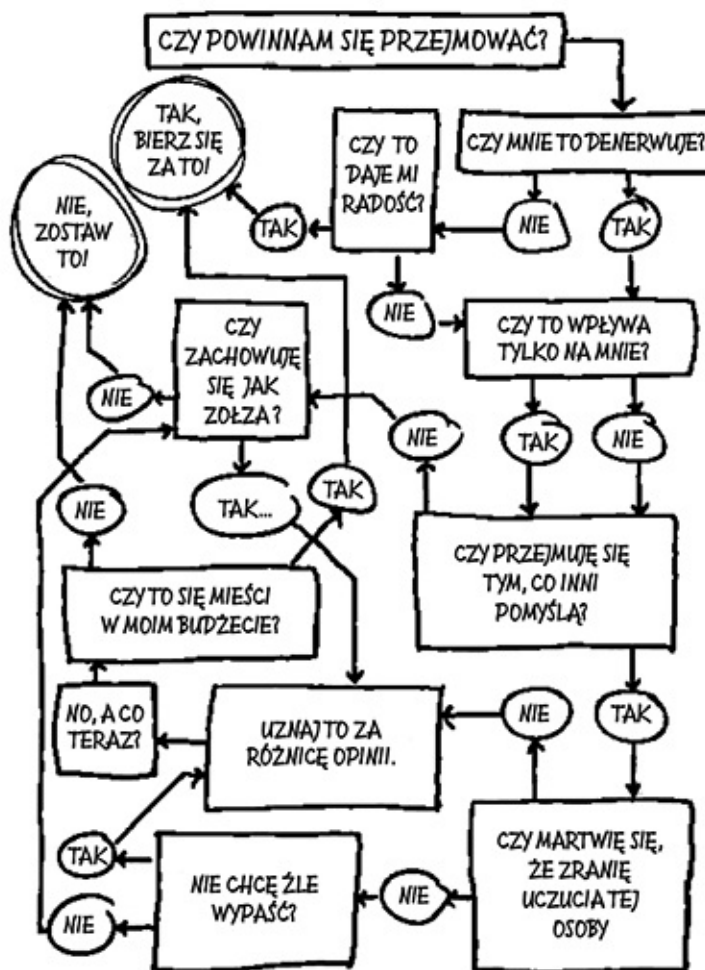 CZY POWINNAM SIĘ PRZEJMOWAĆ?
TAK,
BIERZ SIĘ
ZA TO!
CZY TO
DAJE MI
RADOŚĆ?
CZY MNIE TO DENERWUJE?
NIE,
ZOSTAW
TO!
TAK
NIE
TAK
NIE
CZY TO WPŁYWA
TYLKO NA MNIE?
CZY
ZACHOWUJĘ
SIĘ JAK
ZOŁZA?
NIE
NIE
TAK
NIE
TAK...
TAK
NIE
CZY PRZEJMUJĘ SIĘ
TYM, CO INNI
POMYŚLĄ?
CZY TO SIĘ MIEŚCI
W MOIM BUDŻECIE?
NO, A CO
TERAZ?
UZNAJ TO ZA
RÓŻNICĘ OPINII.
NIE
TAK
TAK
NIE CHCĘ ŹLE
WYPAŚĆ?
NIE
NIE
CZY MARTWIĘ SIĘ,
ŻE ZRANIĘ
UCZUCIA TEJ
OSOBY